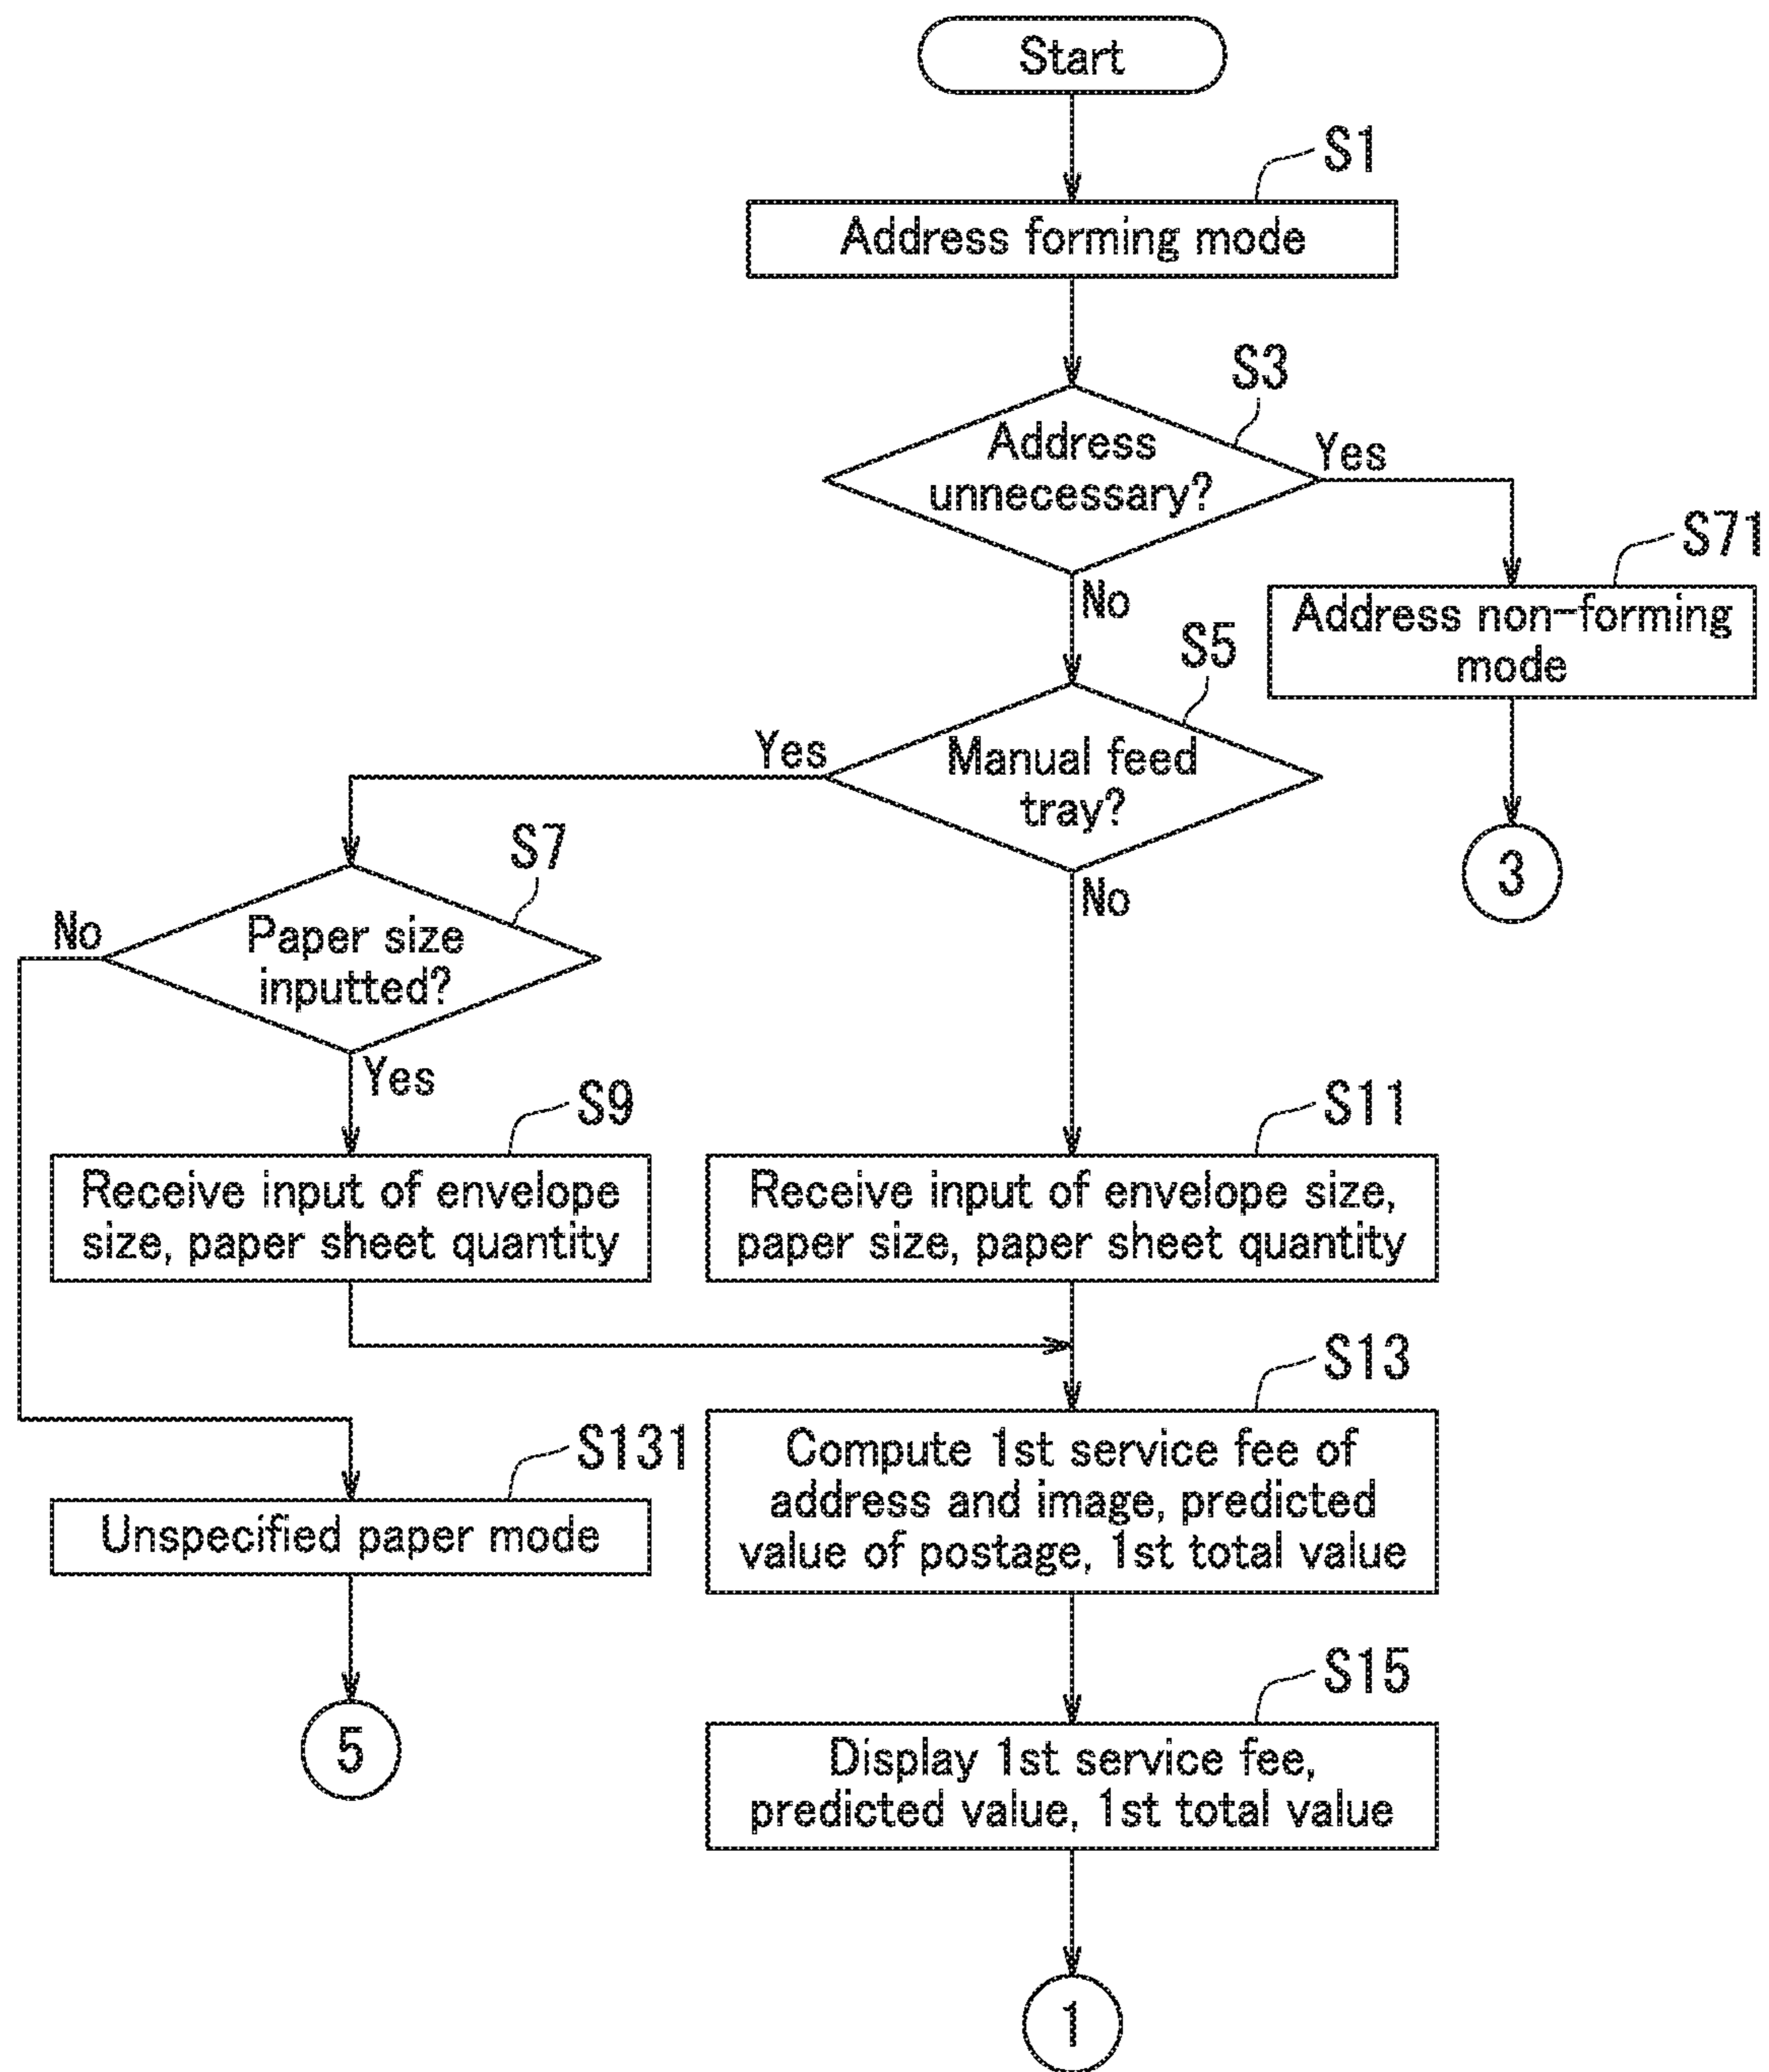 Start
S1
Address forming mode
S3
Address
unnecessary?
Yes
No
S71
Address non-forming
mode
3
S5
Manual feed
tray?
Yes
No
S7
Paper size
inputted?
No
Yes
S9
Receive input of envelope
size, paper sheet quantity
S11
Receive input of envelope size,
paper size, paper sheet quantity
S13
Compute 1st service fee of
address and image, predicted
value of postage, 1st total value
S131
Unspecified paper mode
5
S15
Display 1st service fee,
predicted value, 1st total value
1